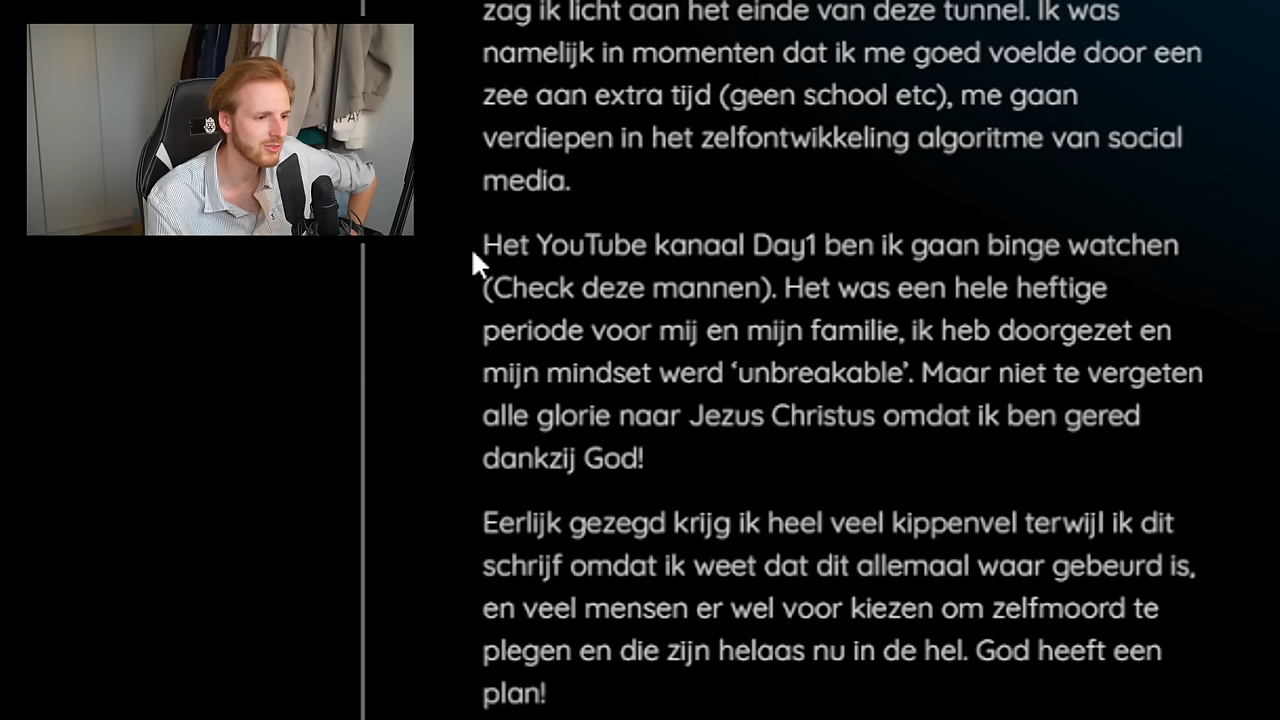 zag ik licht aan het einde van deze tunnel. Ik was
namelijk in momenten dat ik me goed voelde door een
zee aan extra tijd (geen school etc), me gaan
verdiepen in het zelfontwikkeling algoritme van social
media.
Het YouTube kanaal Day1 ben ik gaan binge watchen
(Check deze mannen). Het was een hele heftige
periode voor mij en mijn familie, ik heb doorgezet en
mijn mindset werd ‘unbreakable’. Maar niet te vergeten
alle glorie naar Jezus Christus omdat ik ben gered
dankzij God!
Eerlijk gezegd krijg ik heel veel kippenvel terwijl ik dit
schrijf omdat ik weet dat dit allemaal waar gebeurd is,
en veel mensen er wel voor kiezen om zelfmoord te
plegen en die zijn helaas nu in de hel. God heeft een
plan!